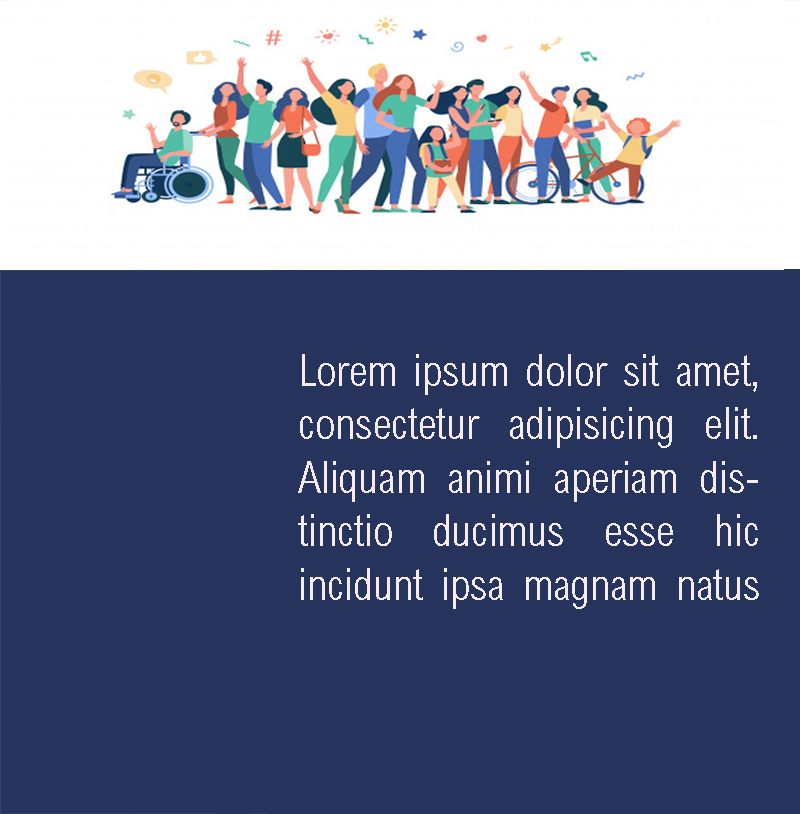 Lorem ipsum dolor sit amet,
consectetur adipisicing elit.
Aliquam animi aperiam dis-
tinctio ducimus esse hic
incidunt ipsa magnam natus